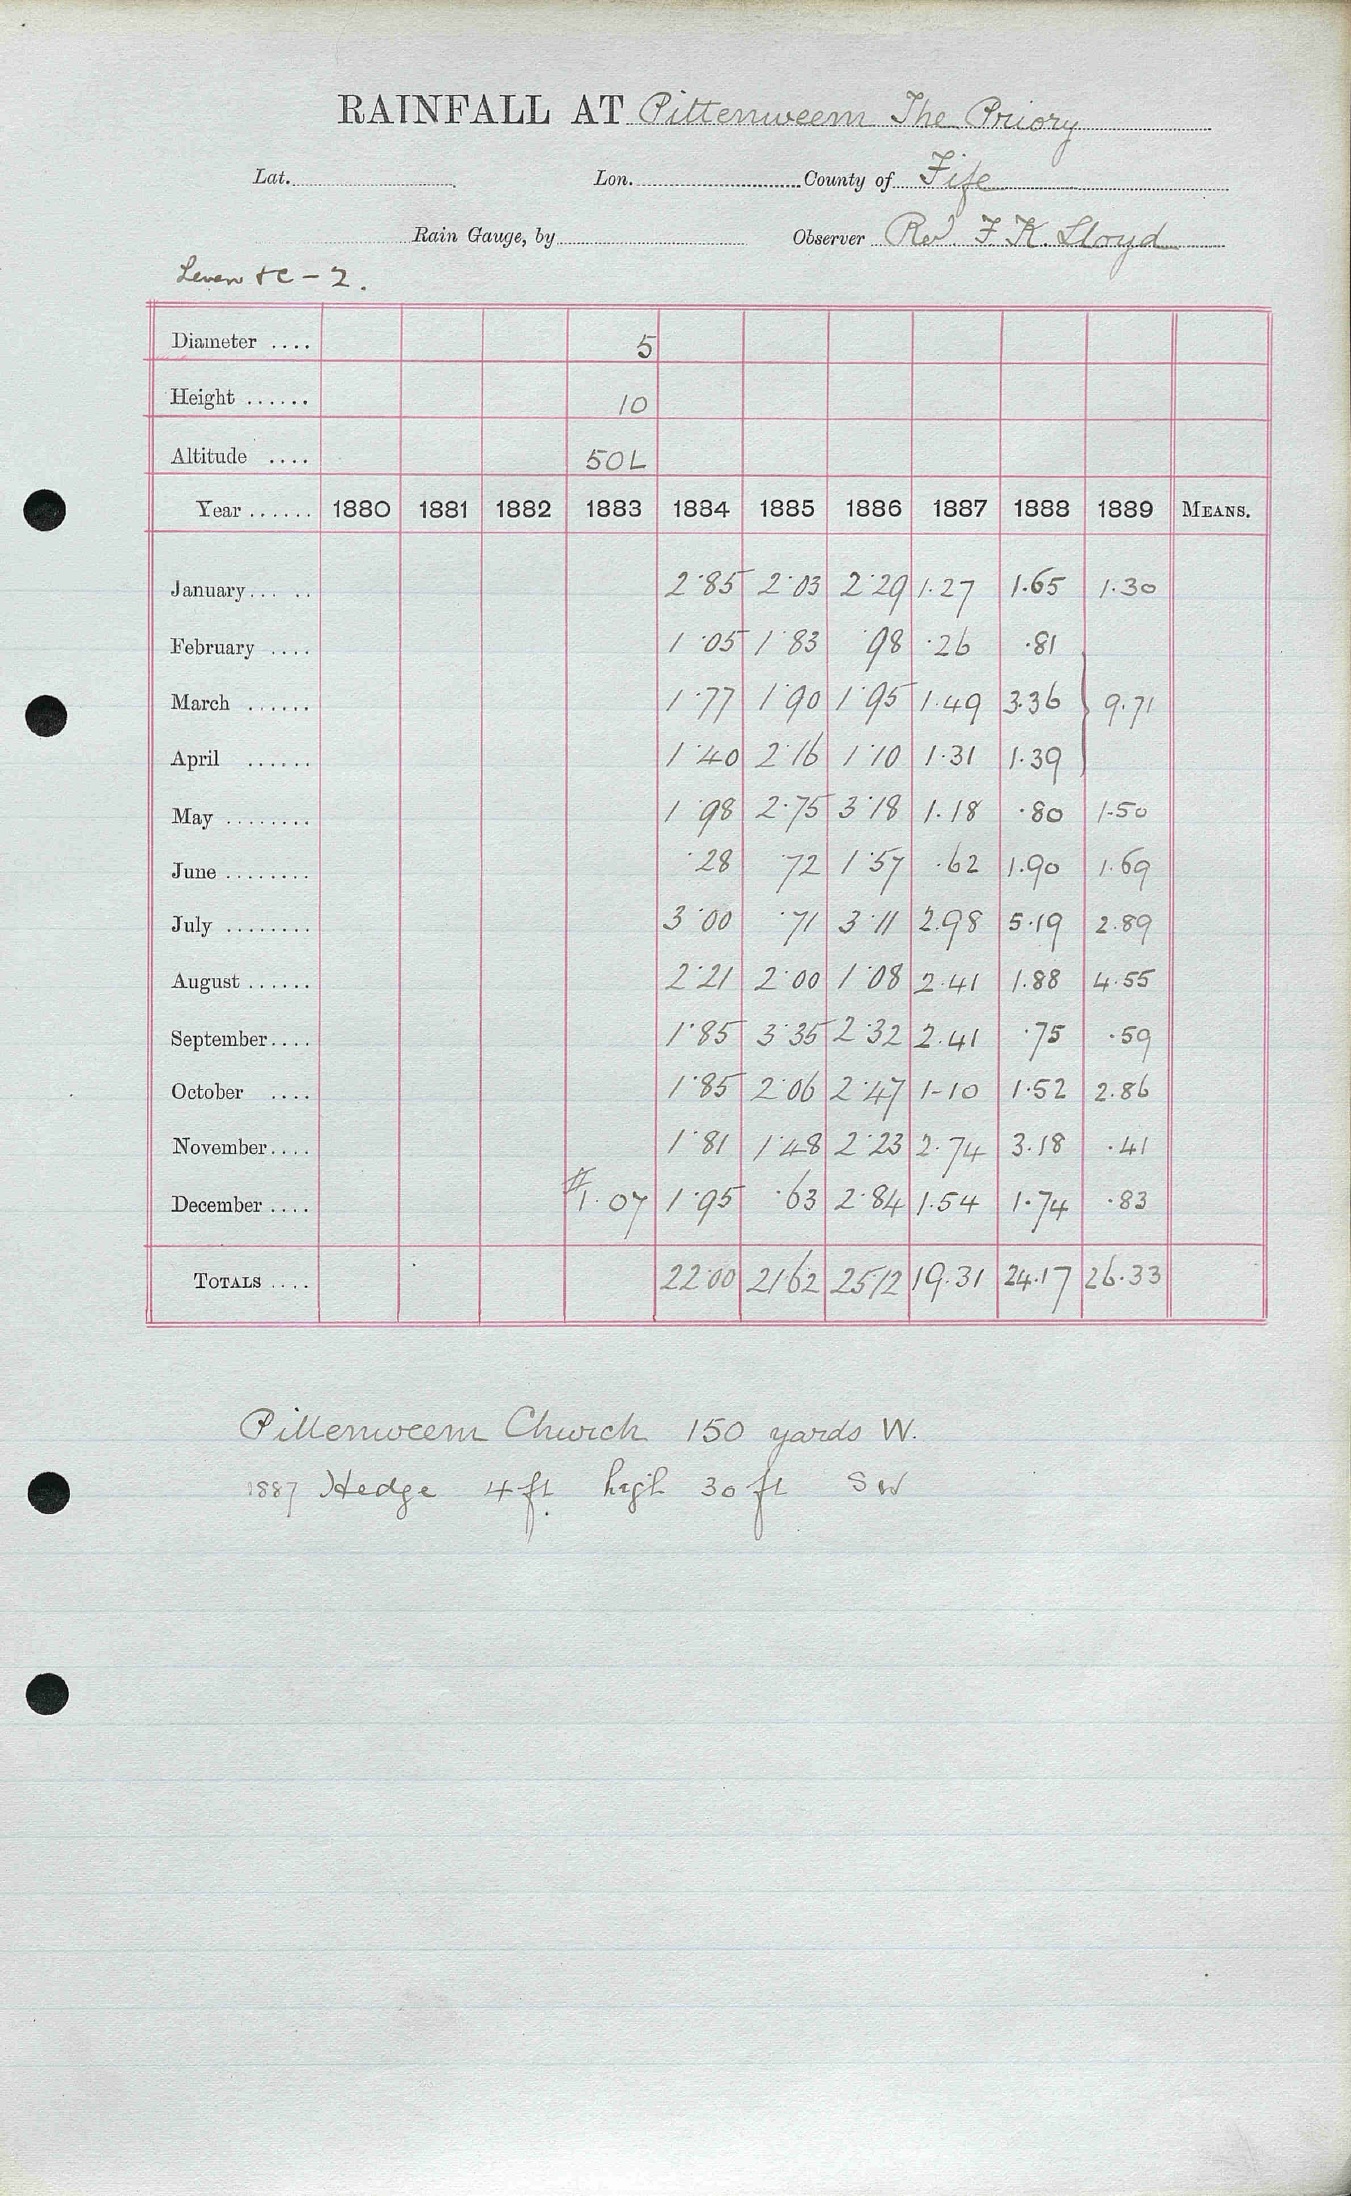 RAINFALL AT Pittenweem The Priory
Lat. Lon. County of Fife
Rain Gauge, by Observer Rev F K. Lloyd
Leven &c - 2.
Diameter .... 5
Height ...... 10
Altitude .... 50L
Year ...... 1880 1881 1882 1883 1884 1885 1886 1887 1888 1889 MEANS.
January... .. 2.85 2.03 2.29 1.27 1.65 1.30
February .... 1.05 1.83 .98 .26 .81
March ...... 1.77 1.90 1.95 1.49 3.36 } 9.71
April ...... 1.40 2.16 1.10 1.31 1.39
May ........ 1.98 2.75 3.18 1.18 .80 1.50
June ........ .28 .72 1.57 .62 1.90 1.69
July ........ 3.00 .71 3.11 2.98 5.19 2.89
August ...... 2.21 2.00 1.08 2.41 1.88 4.55
September.... 1.85 3.35 2.32 2.41 .75 .59
October .... 1.85 2.06 2.47 1-10 1.52 2.86
November.... 1.81 1.48 2.23 2.74 3.18 .41
December .... #1.07 1.95 .63 2.84 1.54 1.74 .83
TOTALS .... 22.00 21.62 25.12 19.31 24.17 26.33
Pittenweem Church 150 yards W.
1887 Hedge 4 ft. high 30 ft SW